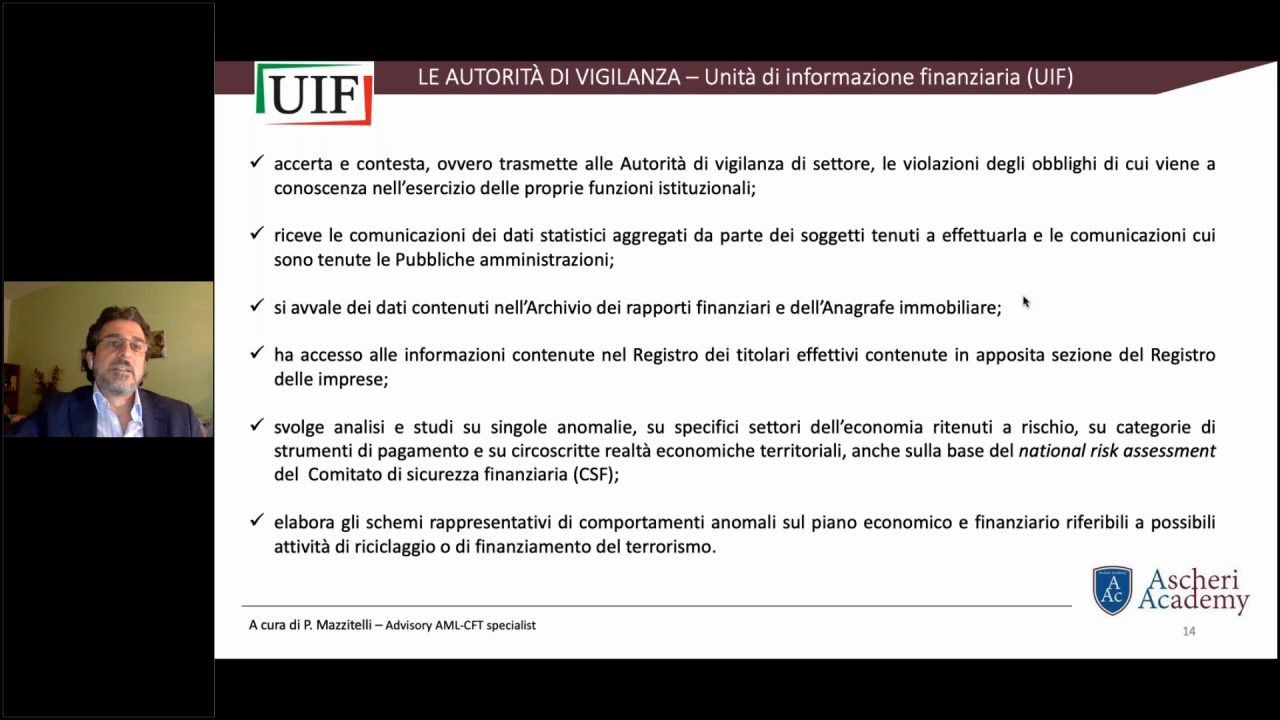 UIF
LE AUTORITÀ DI VIGILANZA – Unità di informazione finanziaria (UIF)
✓ accerta e contesta, ovvero trasmette alle Autorità di vigilanza di settore, le violazioni degli obblighi di cui viene a
conoscenza nell’esercizio delle proprie funzioni istituzionali;
✓ riceve le comunicazioni dei dati statistici aggregati da parte dei soggetti tenuti a effettuarla e le comunicazioni cui
sono tenute le Pubbliche amministrazioni;
✓ si avvale dei dati contenuti nell’Archivio dei rapporti finanziari e dell’Anagrafe immobiliare;
✓ ha accesso alle informazioni contenute nel Registro dei titolari effettivi contenute in apposita sezione del Registro
delle imprese;
✓ svolge analisi e studi su singole anomalie, su specifici settori dell’economia ritenuti a rischio, su categorie di
strumenti di pagamento e su circoscritte realtà economiche territoriali, anche sulla base del national risk assessment
del Comitato di sicurezza finanziaria (CSF);
✓ elabora gli schemi rappresentativi di comportamenti anomali sul piano economico e finanziario riferibili a possibili
attività di riciclaggio o di finanziamento del terrorismo.
A
Ac
Ascheri
Academy
A cura di P. Mazzitelli – Advisory AML-CFT specialist
14